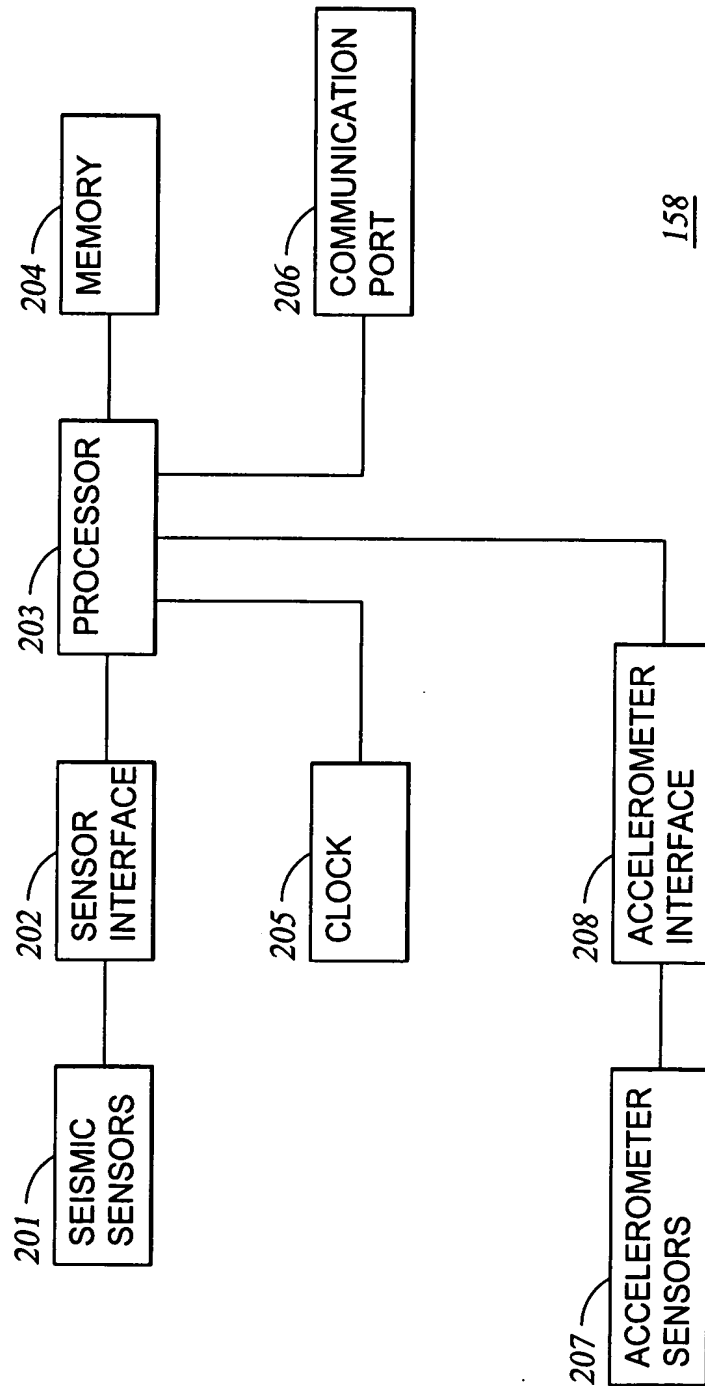 201
SEISMIC
SENSORS
202
SENSOR
INTERFACE
203
PROCESSOR
204
MEMORY
205
CLOCK
206
COMMUNICATION
PORT
207
ACCELEROMETER
SENSORS
208
ACCELEROMETER
INTERFACE
158